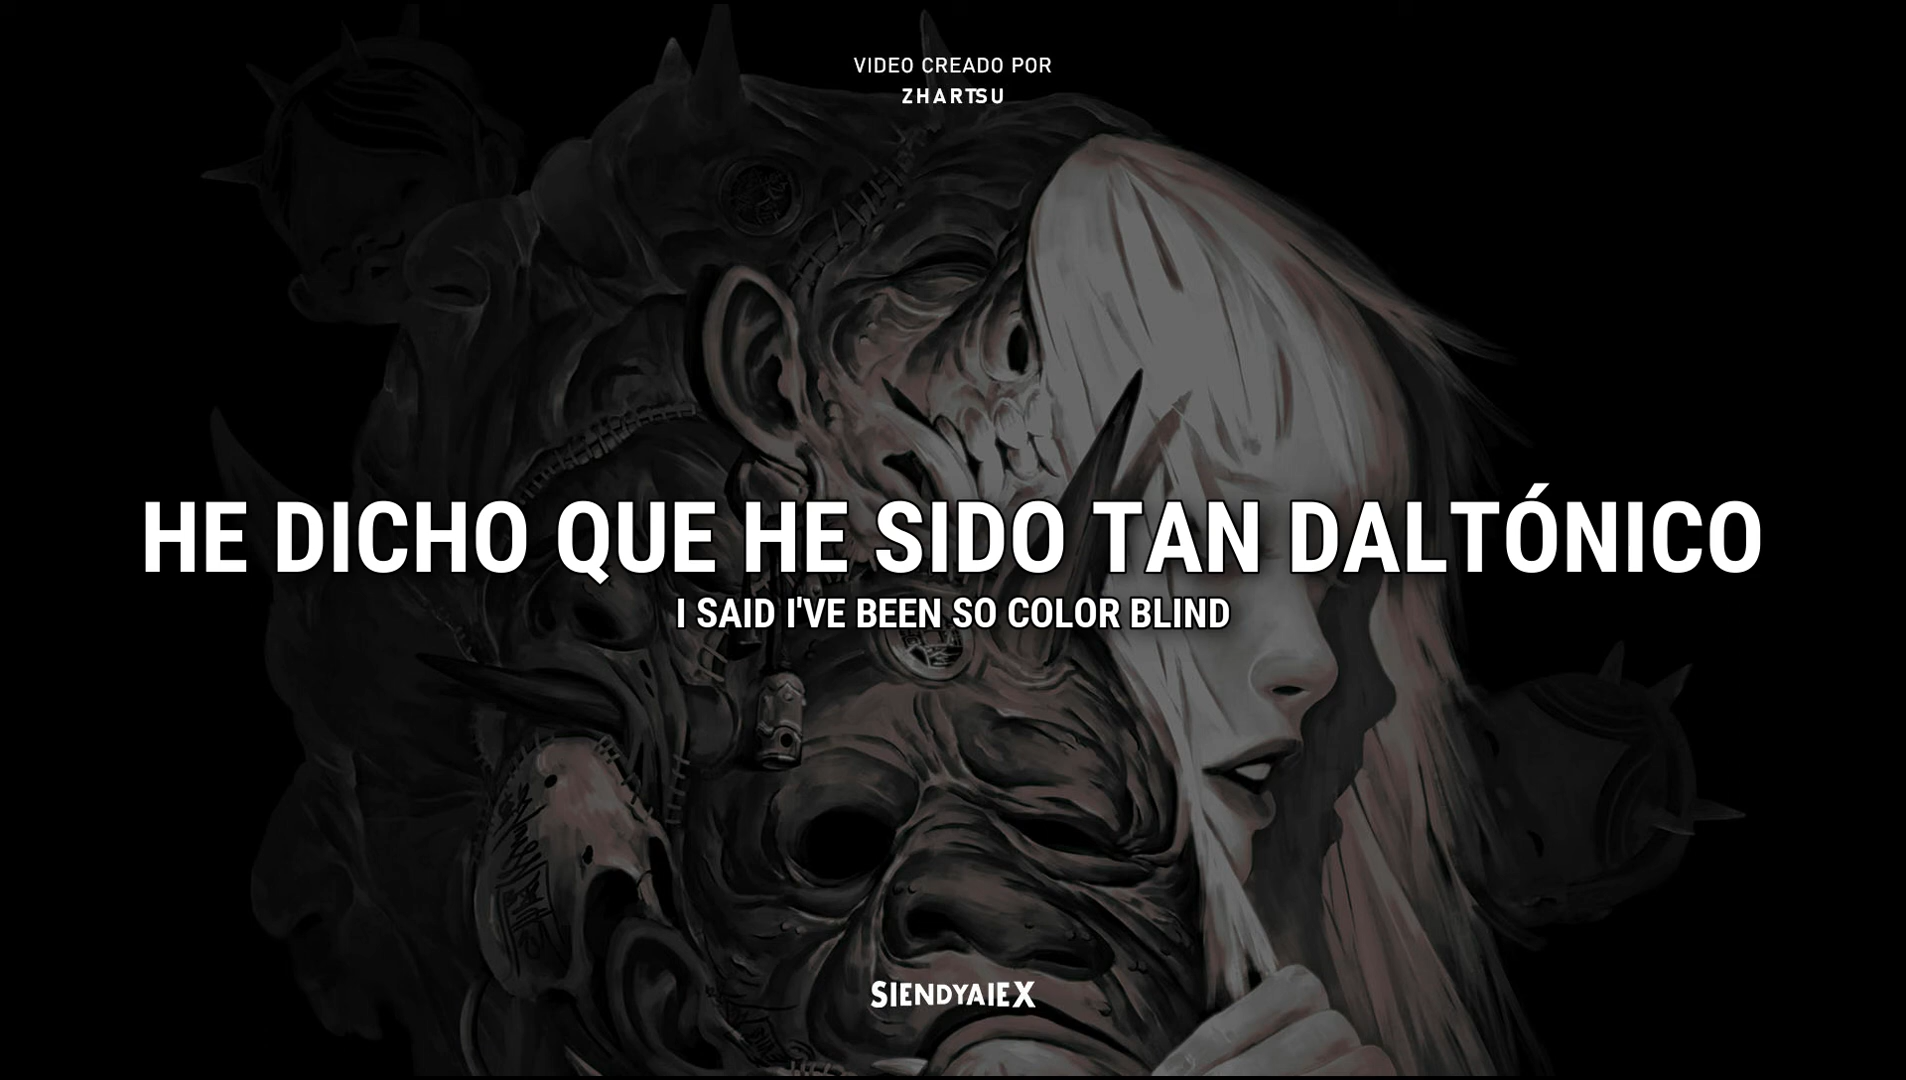 VIDEO CREADO POR
ZHARTSU
HE DICHO QUE HE SIDO TAN DALTÓNICO
I SAID I'VE BEEN SO COLOR BLIND
SIENDYAIEX